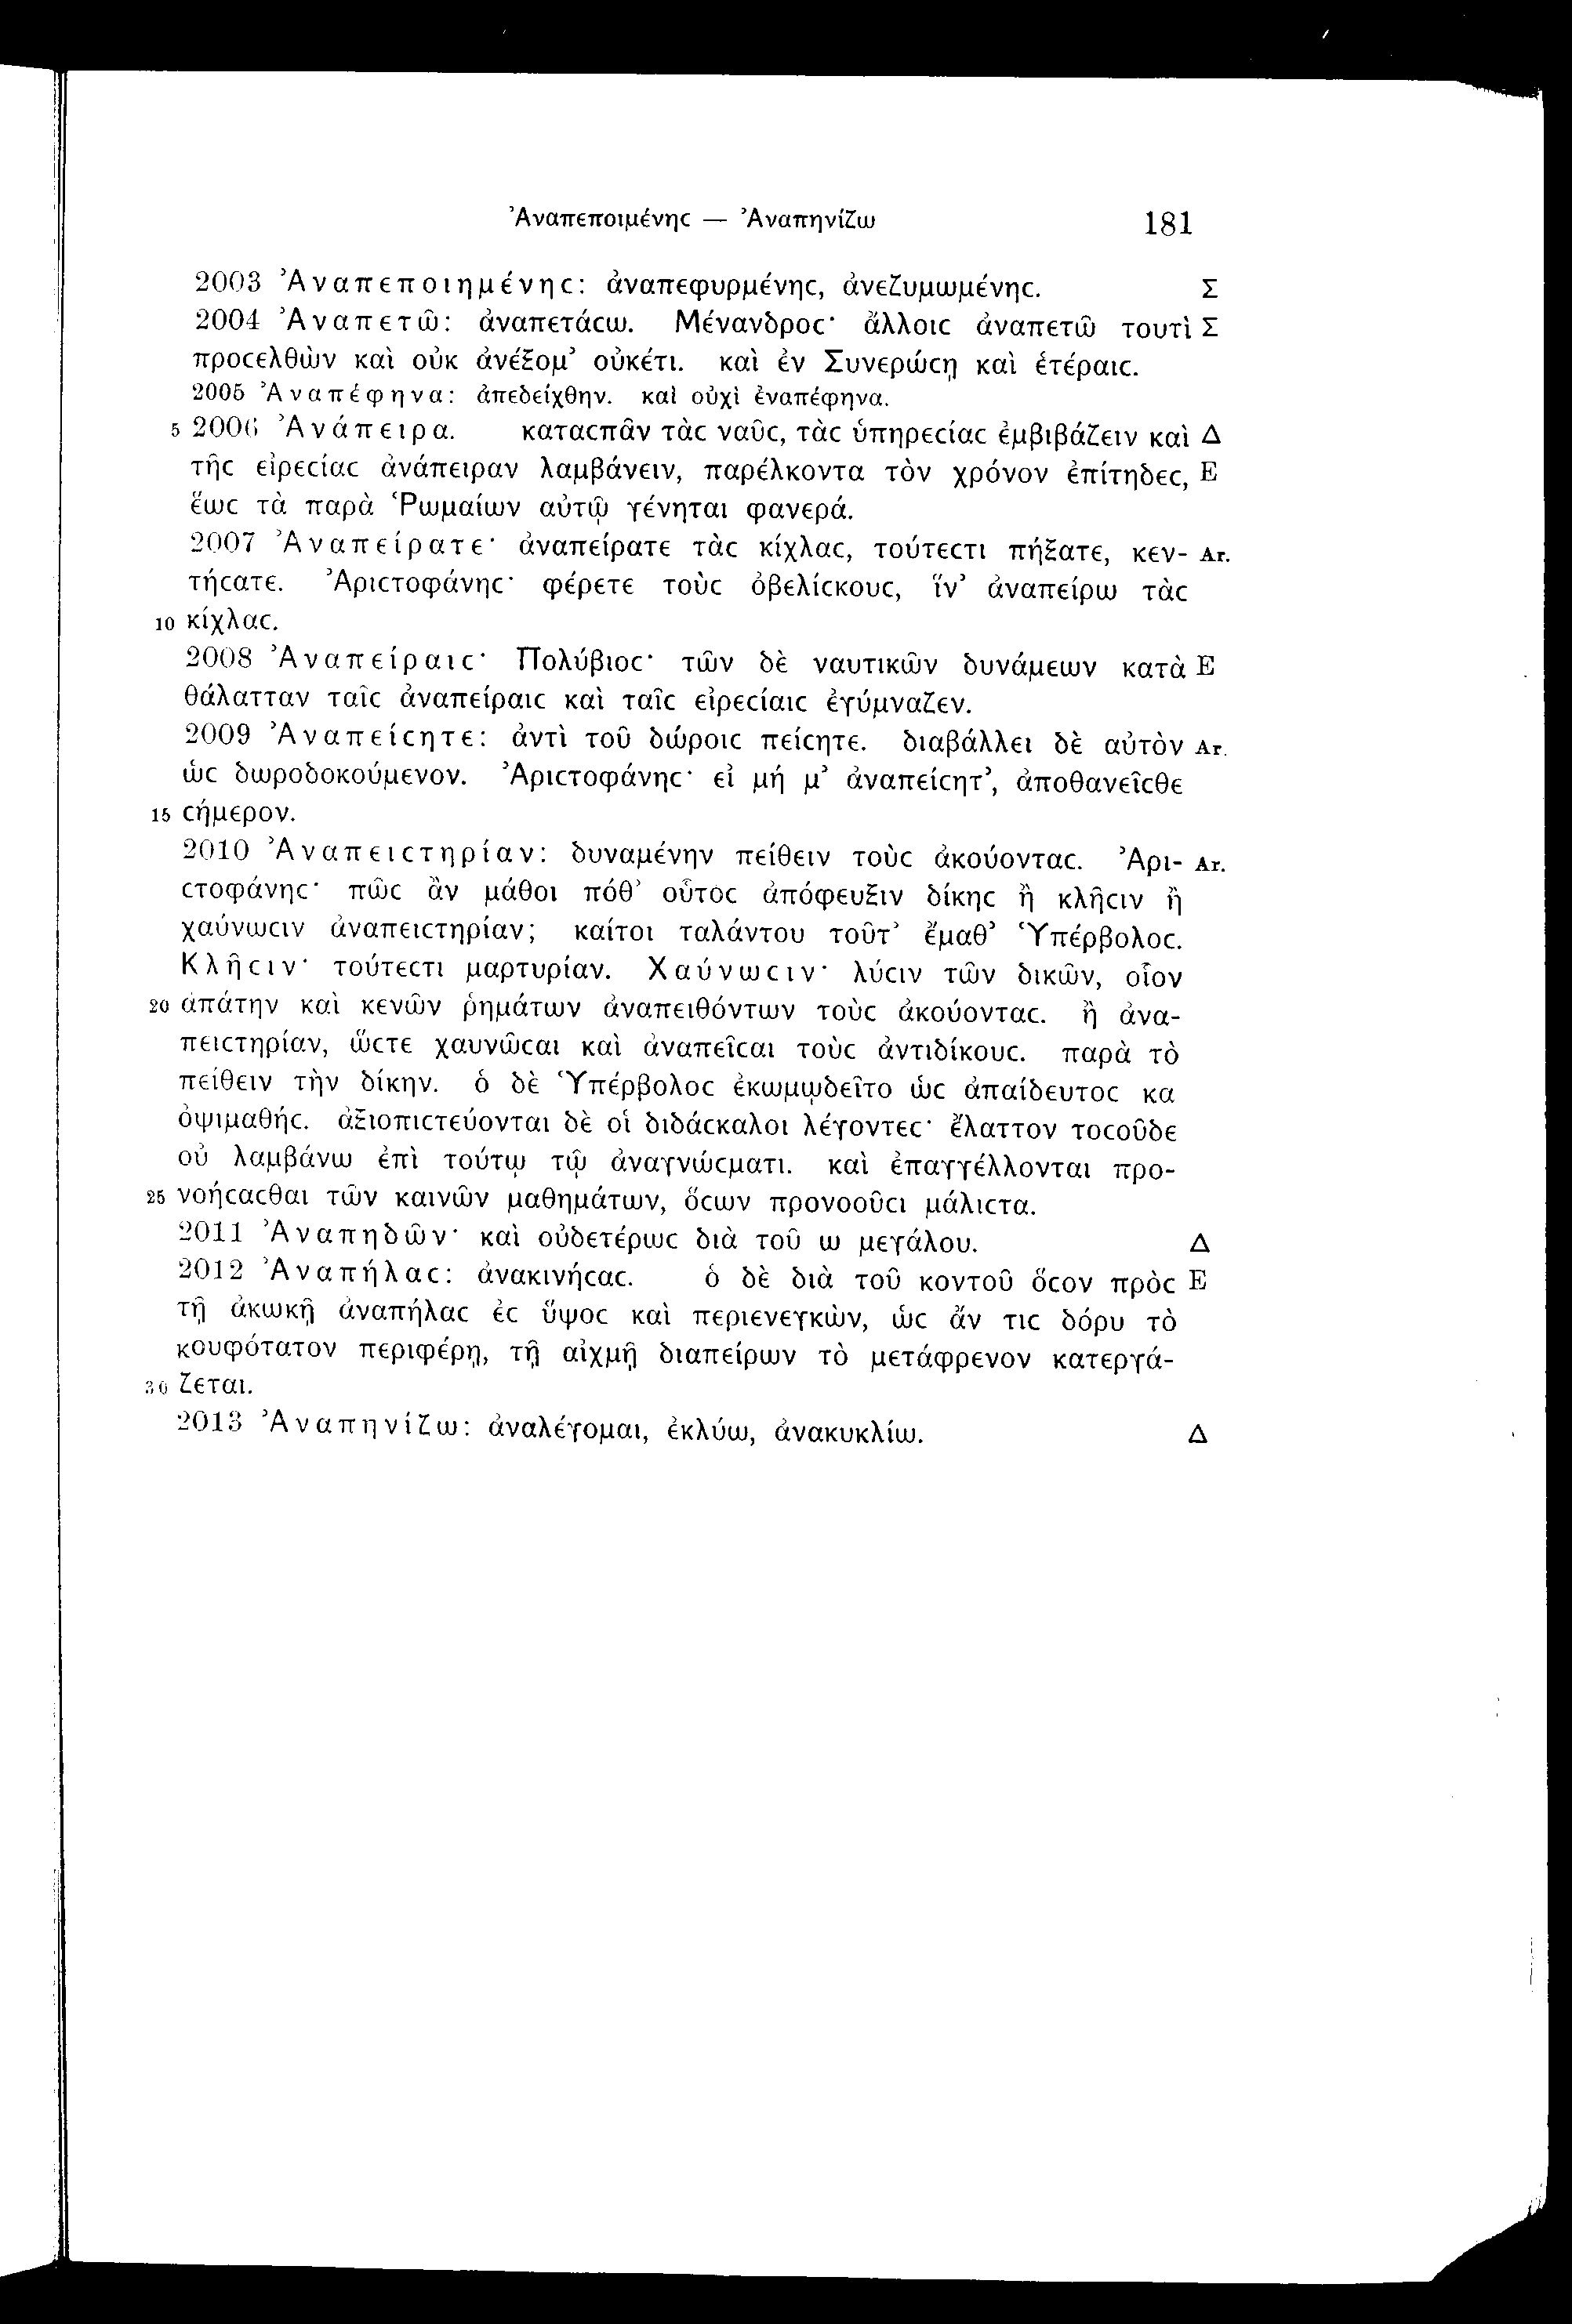 Ἀναπεποιμένηϲ — Ἀναπηνίζω 181
2003 Ἀναπεποιημένηϲ: ἀναπεφυρμένηϲ, ἀνεζυμωμένηϲ. Σ
2004 Ἀναπετῶ: ἀναπετάϲω. Μένανδροϲ· ἄλλοιϲ ἀναπετῶ τουτὶ Σ
προϲελθὼν καὶ οὐκ ἀνέξομ’ οὐκέτι. καὶ ἐν Συνερώϲῃ καὶ ἑτέραιϲ.
2005 Ἀναπέφηνα: ἀπεδείχθην. καὶ οὐχὶ ἐναπέφηνα.
5 2006 Ἀνάπειρα. καταϲπᾶν τὰϲ ναῦϲ, τὰϲ ὑπηρεϲίαϲ ἐμβιβάζειν καὶ Δ
τῆϲ εἰρεϲίαϲ ἀνάπειραν λαμβάνειν, παρέλκοντα τὸν χρόνον ἐπίτηδεϲ, Ε
ἕωϲ τὰ παρὰ Ῥωμαίων αὐτῷ γένηται φανερά.
2007 Ἀναπείρατε· ἀναπείρατε τὰϲ κίχλαϲ, τούτεϲτι πήξατε, κεν- Ar.
τήϲατε. Ἀριϲτοφάνηϲ· φέρετε τοὺϲ ὀβελίϲκουϲ, ἵν’ ἀναπείρω τὰϲ
10 κίχλαϲ.
2008 Ἀναπείραιϲ· Πολύβιοϲ· τῶν δὲ ναυτικῶν δυνάμεων κατὰ Ε
θάλατταν ταῖϲ ἀναπείραιϲ καὶ ταῖϲ εἰρεϲίαιϲ ἐγύμναζεν.
2009 Ἀναπείϲητε: ἀντὶ τοῦ δώροιϲ πείϲητε. διαβάλλει δὲ αὐτὸν Ar.
ὡϲ δωροδοκούμενον. Ἀριϲτοφάνηϲ· εἰ μή μ’ ἀναπείϲητ’, ἀποθανεῖϲθε
15 ϲήμερον.
2010 Ἀναπειϲτηρίαν: δυναμένην πείθειν τοὺϲ ἀκούονταϲ. Ἀρι- Ar.
ϲτοφάνηϲ· πῶϲ ἂν μάθοι πόθ’ οὗτοϲ ἀπόφευξιν δίκηϲ ἢ κλῆϲιν ἢ
χαύνωϲιν ἀναπειϲτηρίαν; καίτοι ταλάντου τοῦτ’ ἔμαθ’ Ὑπέρβολοϲ.
Κλῆϲιν· τούτεϲτι μαρτυρίαν. Χαύνωϲιν· λύϲιν τῶν δικῶν, οἷον
20 ἀπάτην καὶ κενῶν ῥημάτων ἀναπειθόντων τοὺϲ ἀκούονταϲ. ἢ ἀνα-
πειϲτηρίαν, ὥϲτε χαυνῶϲαι καὶ ἀναπεῖϲαι τοὺϲ ἀντιδίκουϲ. παρὰ τὸ
πείθειν τὴν δίκην. ὁ δὲ Ὑπέρβολοϲ ἐκωμῳδεῖτο ὡϲ ἀπαίδευτοϲ κα
ὀψιμαθήϲ. ἀξιοπιϲτεύονται δὲ οἱ διδάϲκαλοι λέγοντεϲ· ἔλαττον τοϲοῦδε
οὐ λαμβάνω ἐπὶ τούτῳ τῷ ἀναγνώϲματι. καὶ ἐπαγγέλλονται προ-
25 νοήϲαϲθαι τῶν καινῶν μαθημάτων, ὅϲων προνοοῦϲι μάλιϲτα.
2011 Ἀναπηδῶν· καὶ οὐδετέρωϲ διὰ τοῦ ω μεγάλου. Δ
2012 Ἀναπήλαϲ: ἀνακινήϲαϲ. ὁ δὲ διὰ τοῦ κοντοῦ ὅϲον πρὸϲ Ε
τῇ ἀκωκῇ ἀναπήλαϲ ἐϲ ὕψοϲ καὶ περιενεγκὼν, ὡϲ ἄν τιϲ δόρυ τὸ
κουφότατον περιφέρῃ, τῇ αἰχμῇ διαπείρων τὸ μετάφρενον κατεργά-
30 ζεται.
2013 Ἀναπηνίζω: ἀναλέγομαι, ἐκλύω, ἀνακυκλίω. Δ